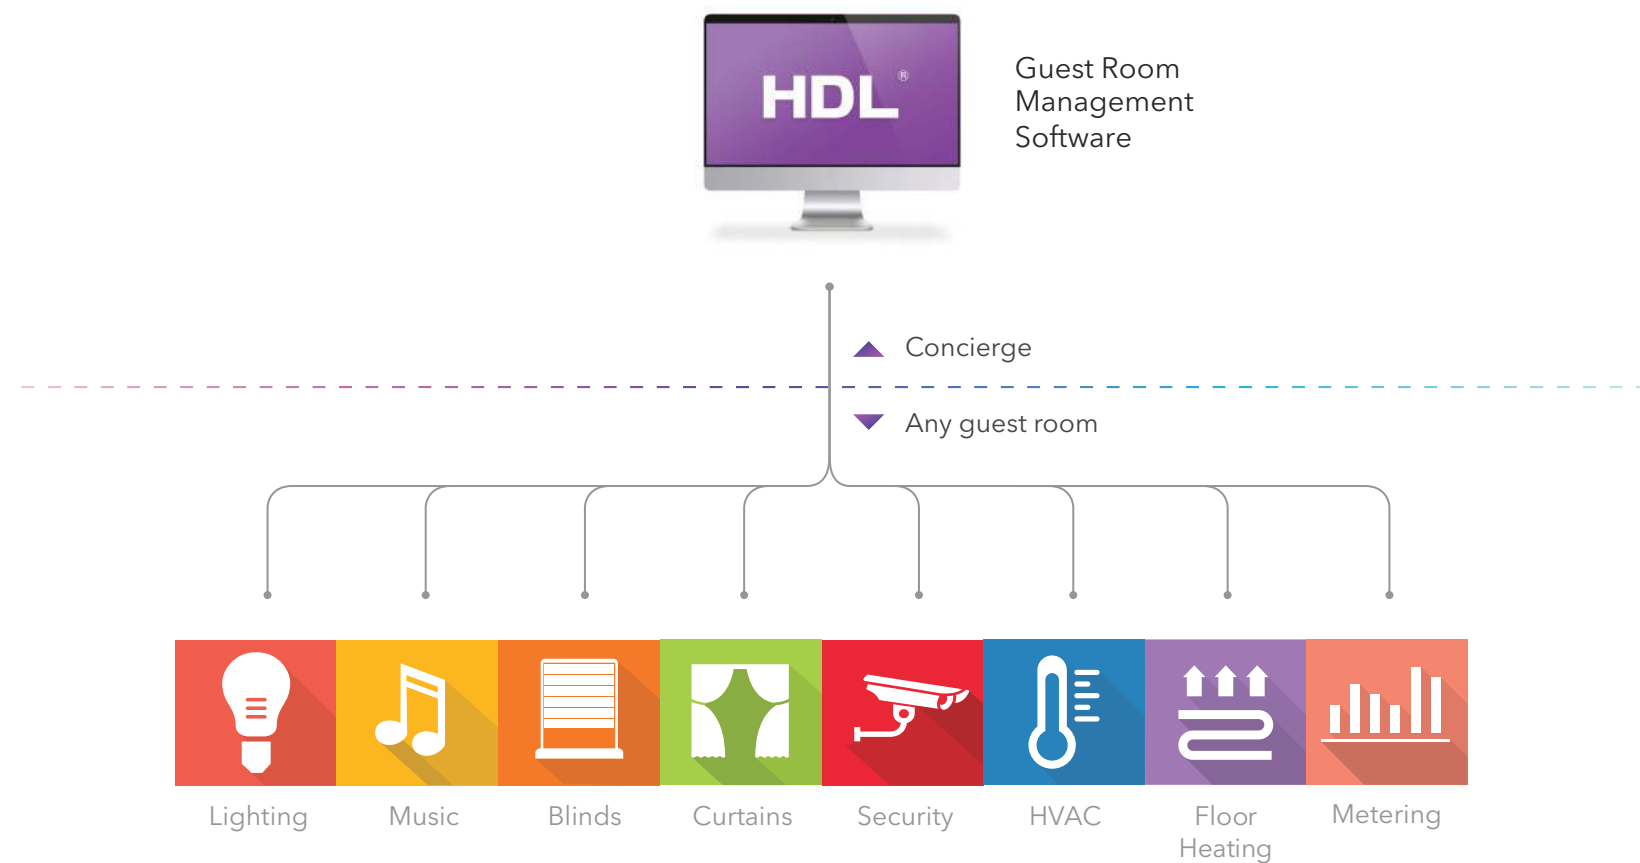 HDL®
Guest Room
Management
Software
Concierge
Any guest room
Lighting
Music
Blinds
Curtains
Security
HVAC
Floor
Heating
Metering